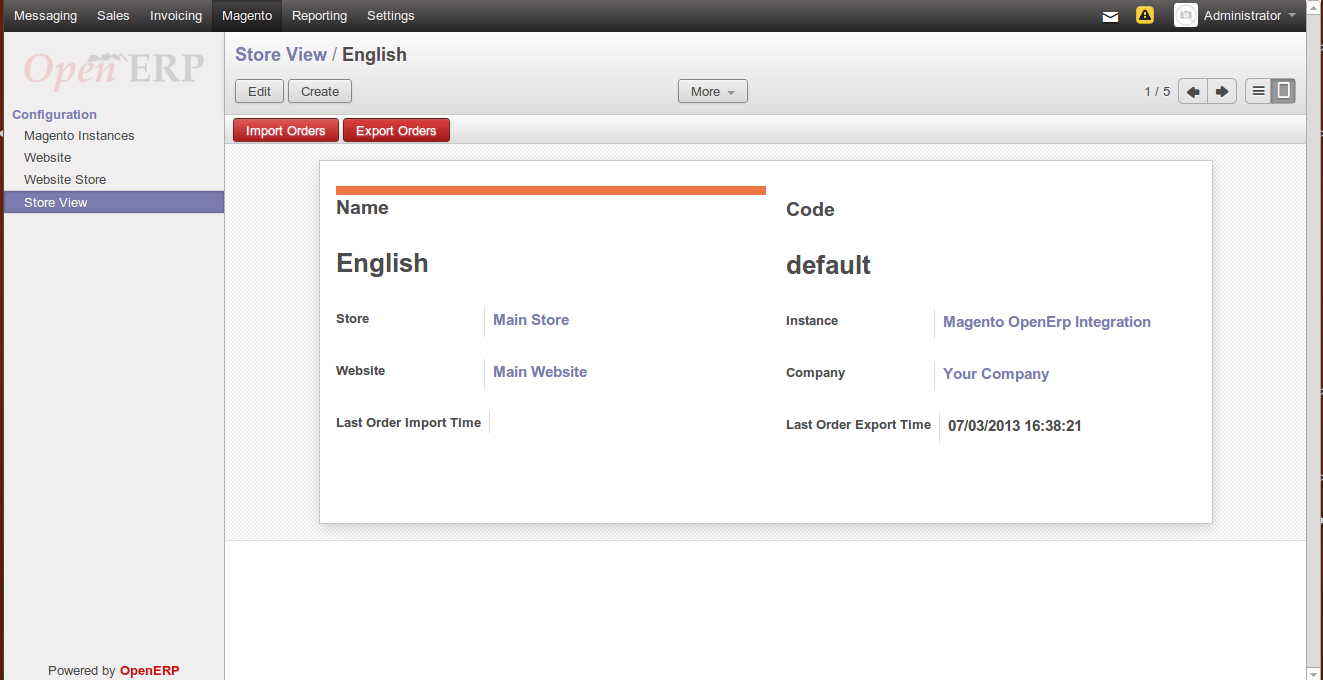 Messaging Sales Invoicing Magento Reporting Settings Administrator
Open ERP
Configuration
Magento Instances
Website
Website Store
Store View
Powered by OpenERP
Store View / English
Edit Create More 1 / 5
Import Orders Export Orders
Name Code
English default
Store Main Store Instance Magento OpenErp Integration
Website Main Website Company Your Company
Last Order Import Time Last Order Export Time 07/03/2013 16:38:21